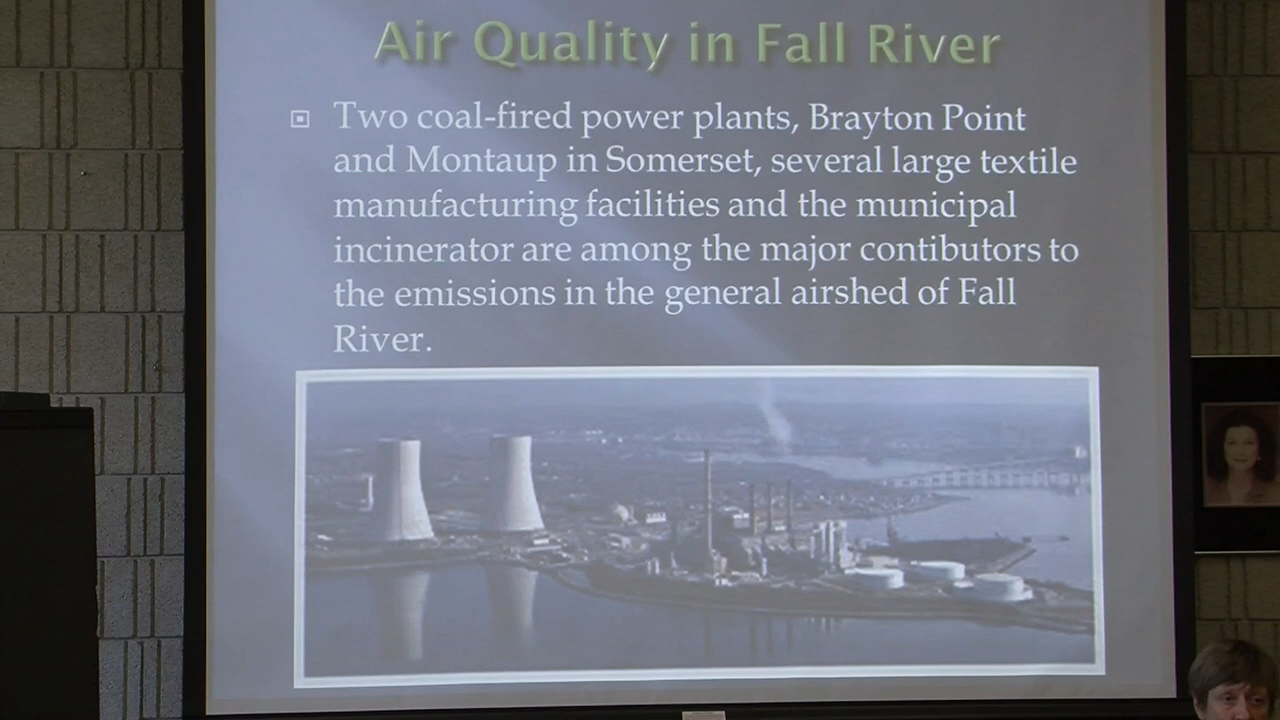 Air Quality in Fall River
Two coal-fired power plants, Brayton Point
and Montaup in Somerset, several large textile
manufacturing facilities and the municipal
incinerator are among the major contibutors to
the emissions in the general airshed of Fall
River.